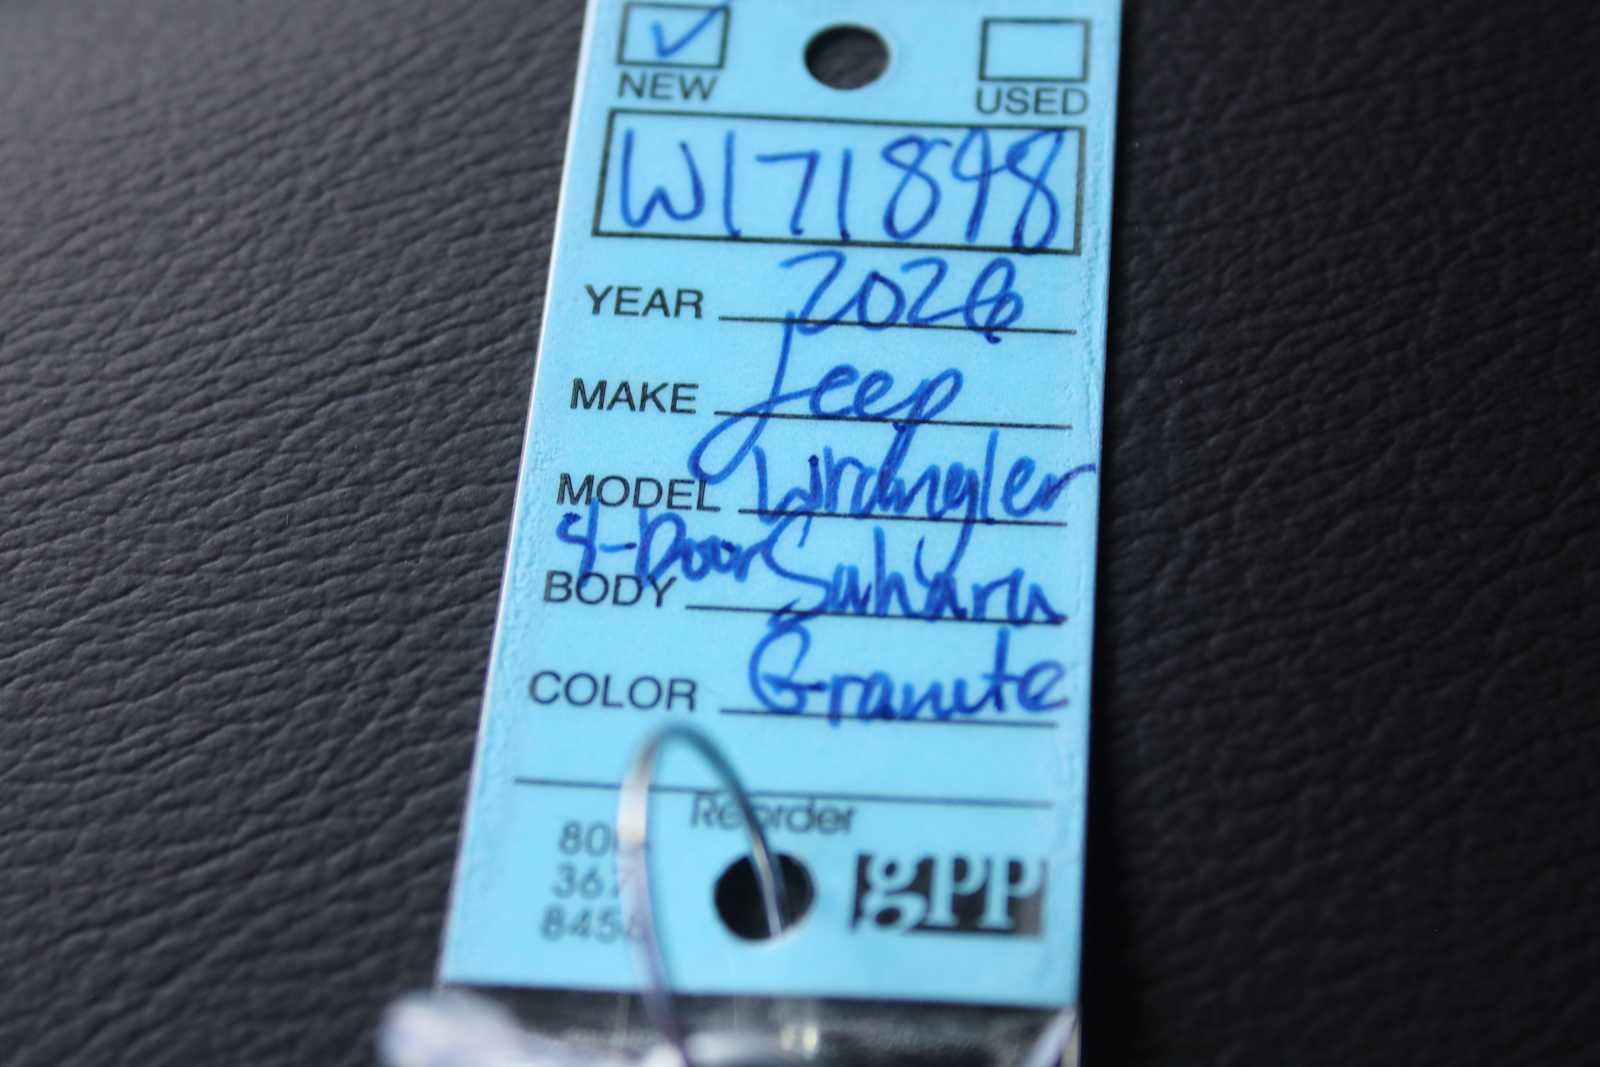 ✓
NEW USED
W171898
YEAR 2026
MAKE Jeep
MODEL Wrangler
4-Door Sahara
BODY
COLOR Granite
Reorder
gPP